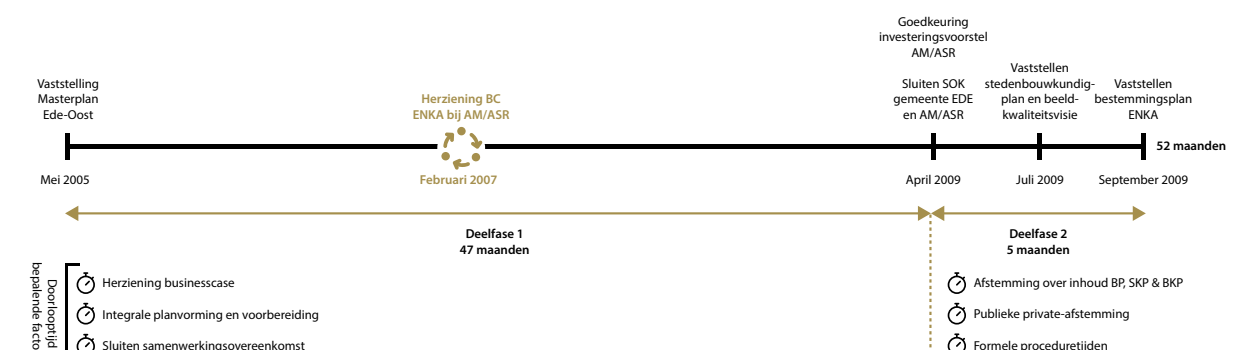 Goedkeuring
investeringsvoorstel
AM/ASR
Vaststelling
Masterplan
Ede-Oost
Herziening BC
ENKA bij AM/ASR
Sluiten SOK
gemeente EDE
en AM/ASR
Vaststellen
stedenbouwkundig-
plan en beeld-
kwaliteitsvisie
Vaststellen
bestemmingsplan
ENKA
52 maanden
Mei 2005
Februari 2007
April 2009
Juli 2009
September 2009
Deelfase 1
47 maanden
Deelfase 2
5 maanden
Doorlooptijd
bepalende facto
Herziening businesscase
Integrale planvorming en voorbereiding
Sluiten samenwerkingsovereenkomst
Afstemming over inhoud BP, SKP & BKP
Publieke private-afstemming
Formele proceduretijden